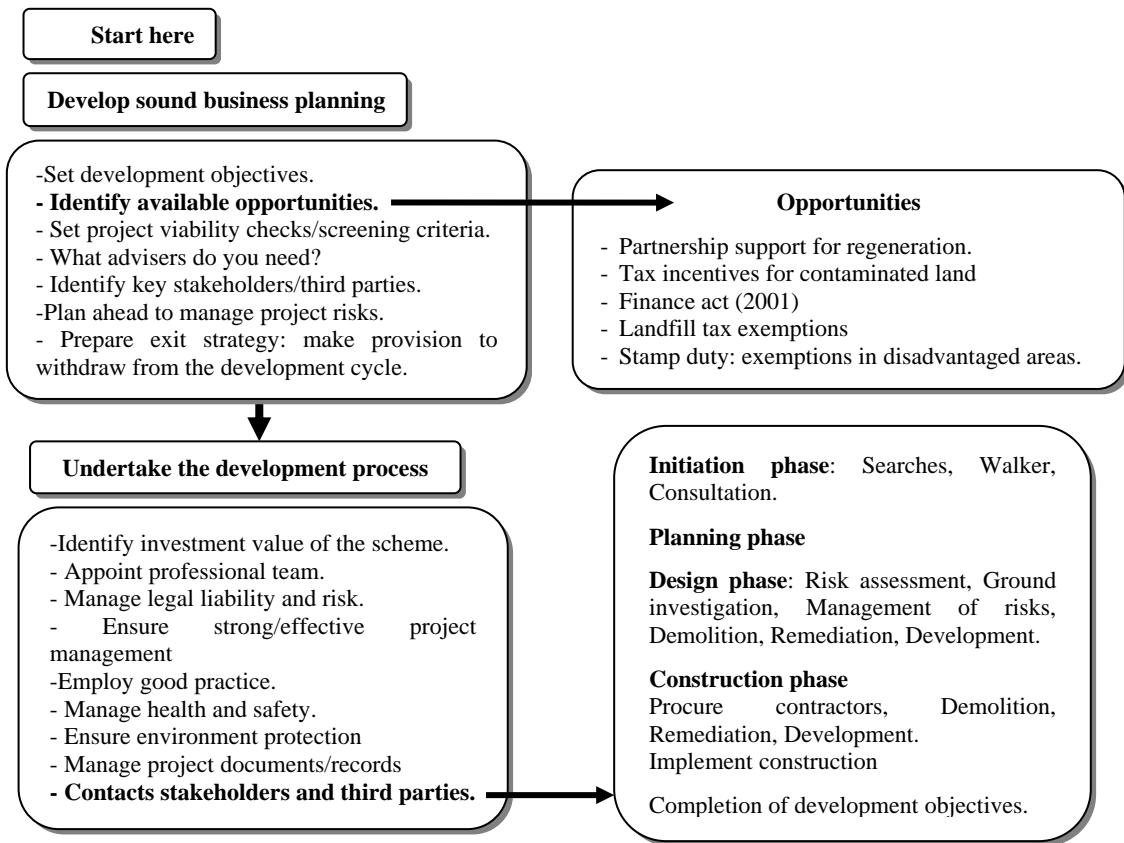 Start here
Develop sound business planning
-Set development objectives.
- Identify available opportunities.
- Set project viability checks/screening criteria.
- What advisers do you need?
- Identify key stakeholders/third parties.
-Plan ahead to manage project risks.
- Prepare exit strategy: make provision to
withdraw from the development cycle.
Opportunities
- Partnership support for regeneration.
- Tax incentives for contaminated land
- Finance act (2001)
- Landfill tax exemptions
- Stamp duty: exemptions in disadvantaged areas.
Undertake the development process
-Identify investment value of the scheme.
- Appoint professional team.
- Manage legal liability and risk.
- Ensure strong/effective project
management
-Employ good practice.
- Manage health and safety.
- Ensure environment protection
- Manage project documents/records
- Contacts stakeholders and third parties.
Initiation phase: Searches, Walker,
Consultation.
Planning phase
Design phase: Risk assessment, Ground
investigation, Management of risks,
Demolition, Remediation, Development.
Construction phase
Procure contractors, Demolition,
Remediation, Development.
Implement construction
Completion of development objectives.